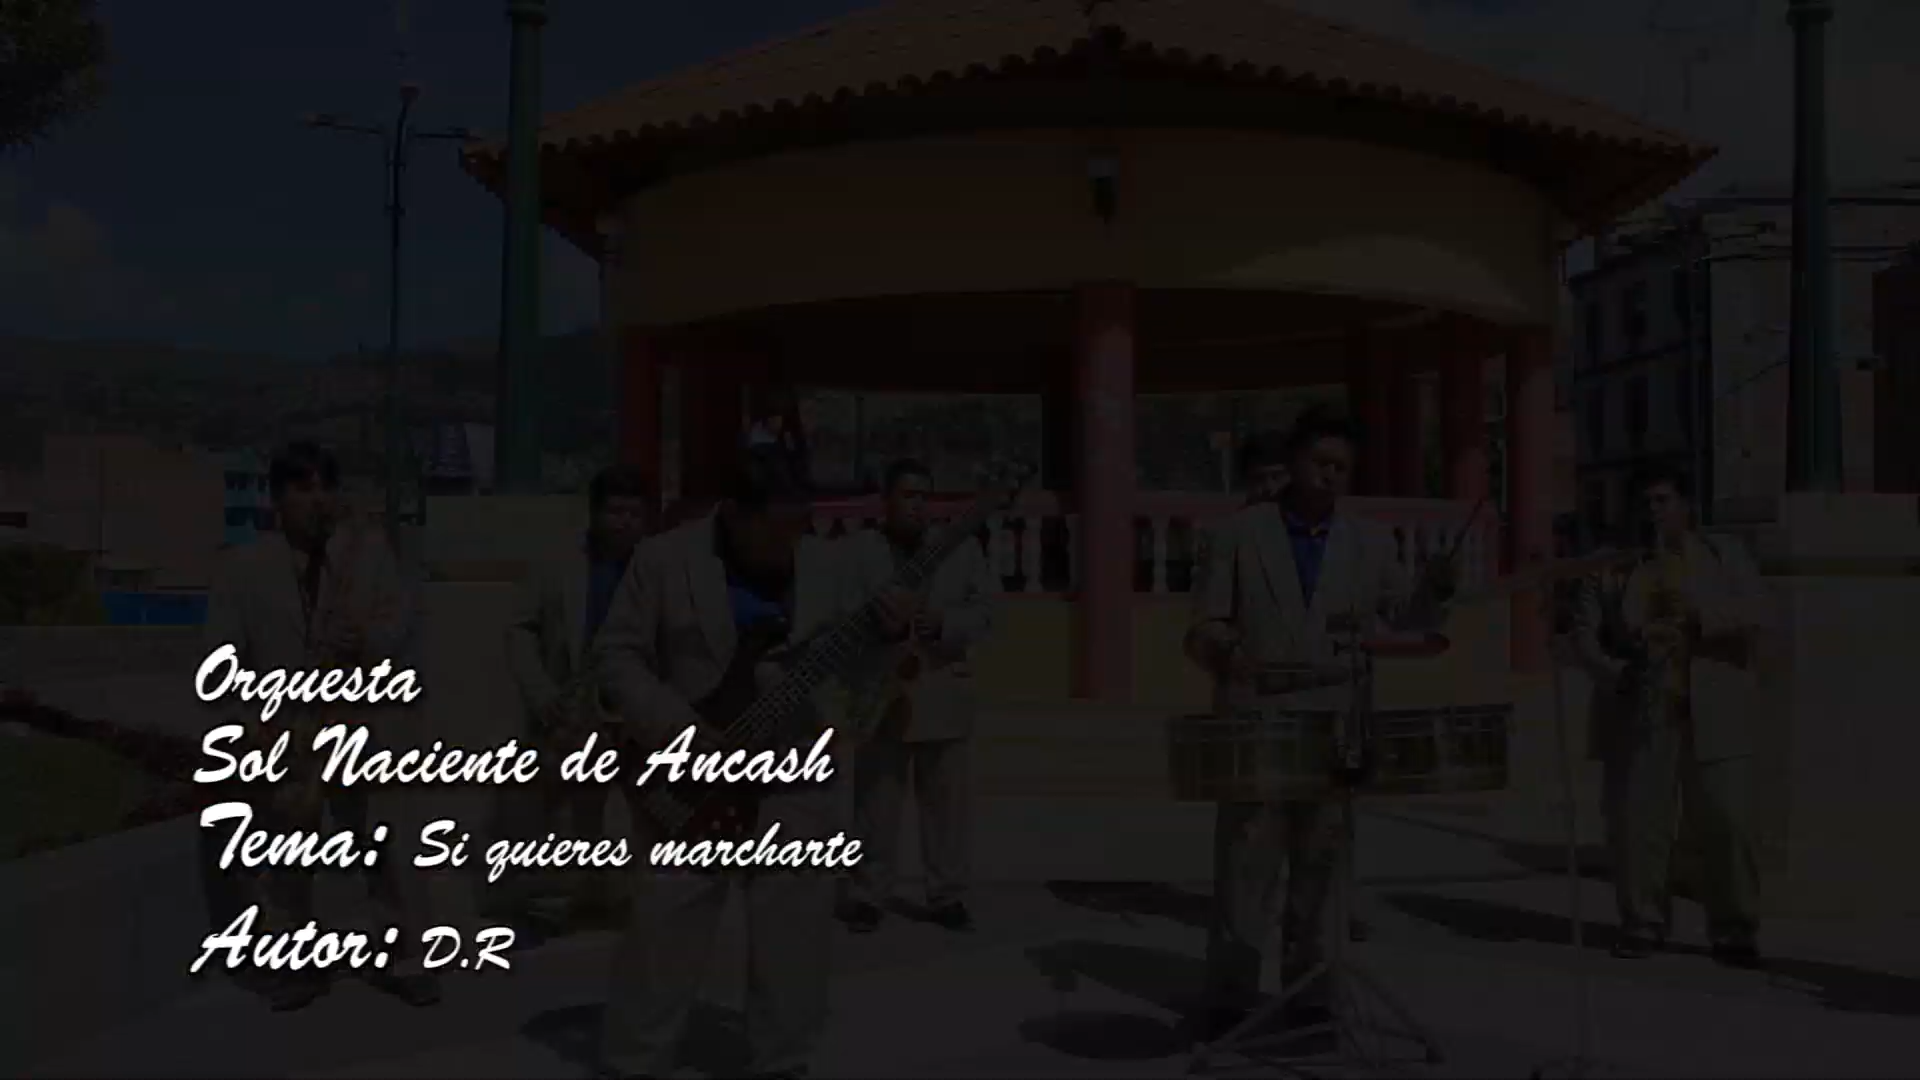 Orquesta
Sol Naciente de Ancash
Tema: Si quieres marcharte
Autor: D.R